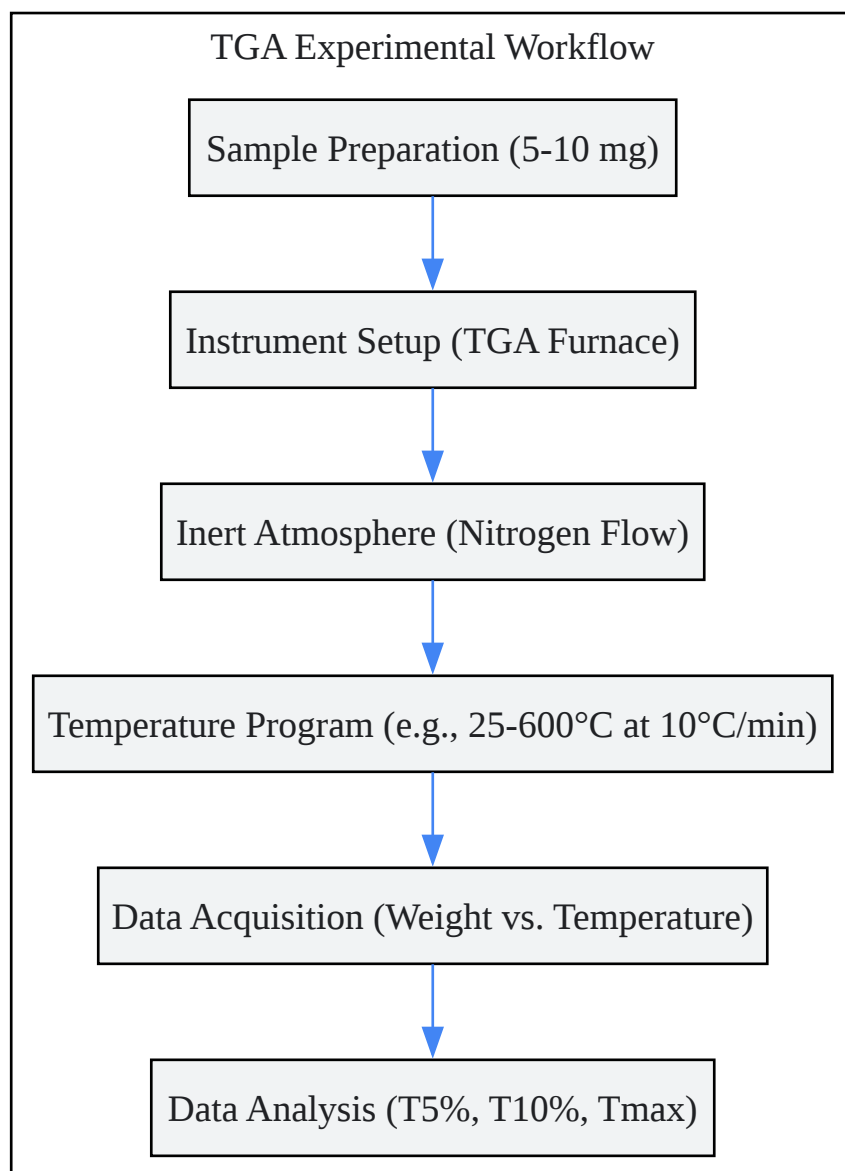 TGA Experimental Workflow
Sample Preparation (5-10 mg)
Instrument Setup (TGA Furnace)
Inert Atmosphere (Nitrogen Flow)
Temperature Program (e.g., 25-600°C at 10°C/min)
Data Acquisition (Weight vs. Temperature)
Data Analysis (T5%, T10%, Tmax)